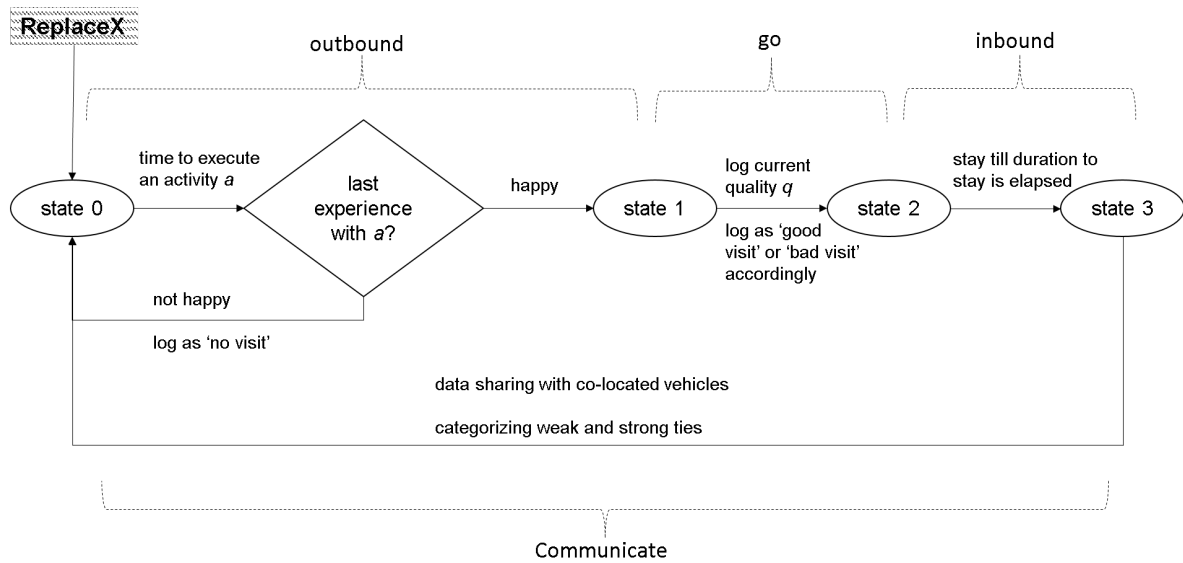 ReplaceX
outbound
go
inbound
time to execute
an activity a
last
experience
with a?
happy
log current
quality q
stay till duration to
stay is elapsed
state 0
state 1
state 2
state 3
log as ‘good
visit’ or ‘bad visit’
accordingly
not happy
log as ‘no visit’
data sharing with co-located vehicles
categorizing weak and strong ties
Communicate